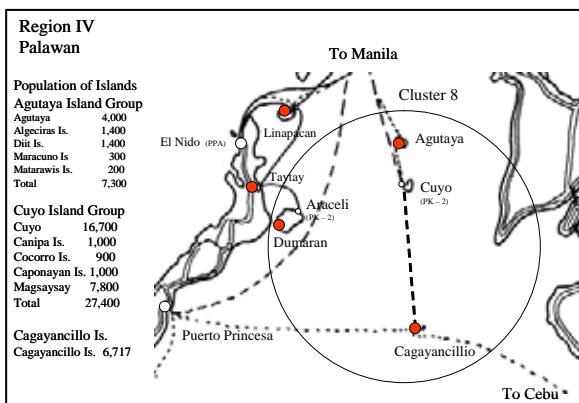 Region IV
Palawan
Population of Islands
Agutaya Island Group
Agutaya 4,000
Algeciras Is. 1,400
Diit Is. 1,400
Maracuno Is 300
Matarawis Is. 200
Total 7,300
Cuyo Island Group
Cuyo 16,700
Canipa Is. 1,000
Cocorro Is. 900
Caponayan Is. 1,000
Magsaysay 7,800
Total 27,400
Cagayancillo Is.
Cagayancillo Is. 6,717
To Manila
Cluster 8
Linapacan
El Nido (PPA)
Agutaya
Taytay
Cuyo
(PK – 2)
Araceli
(PK – 2)
Dumaran
Puerto Princesa
Cagayancillio
To Cebu